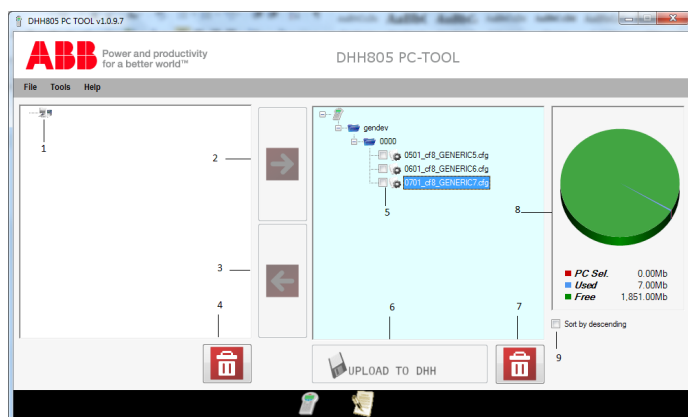 DHH805 PC TOOL v1.0.9.7
ABB Power and productivity
for a better world™
DHH805 PC-TOOL
File Tools Help
1
2
3
4
gendev
0000
0501_cf8_GENERIC5.cfg
0601_cf8_GENERIC6.cfg
0701_cf8_GENERIC7.cfg
5
6
7
UPLOAD TO DHH
8
PC Sel. 0.00Mb
Used 7.00Mb
Free 1,851.00Mb
Sort by descending
9